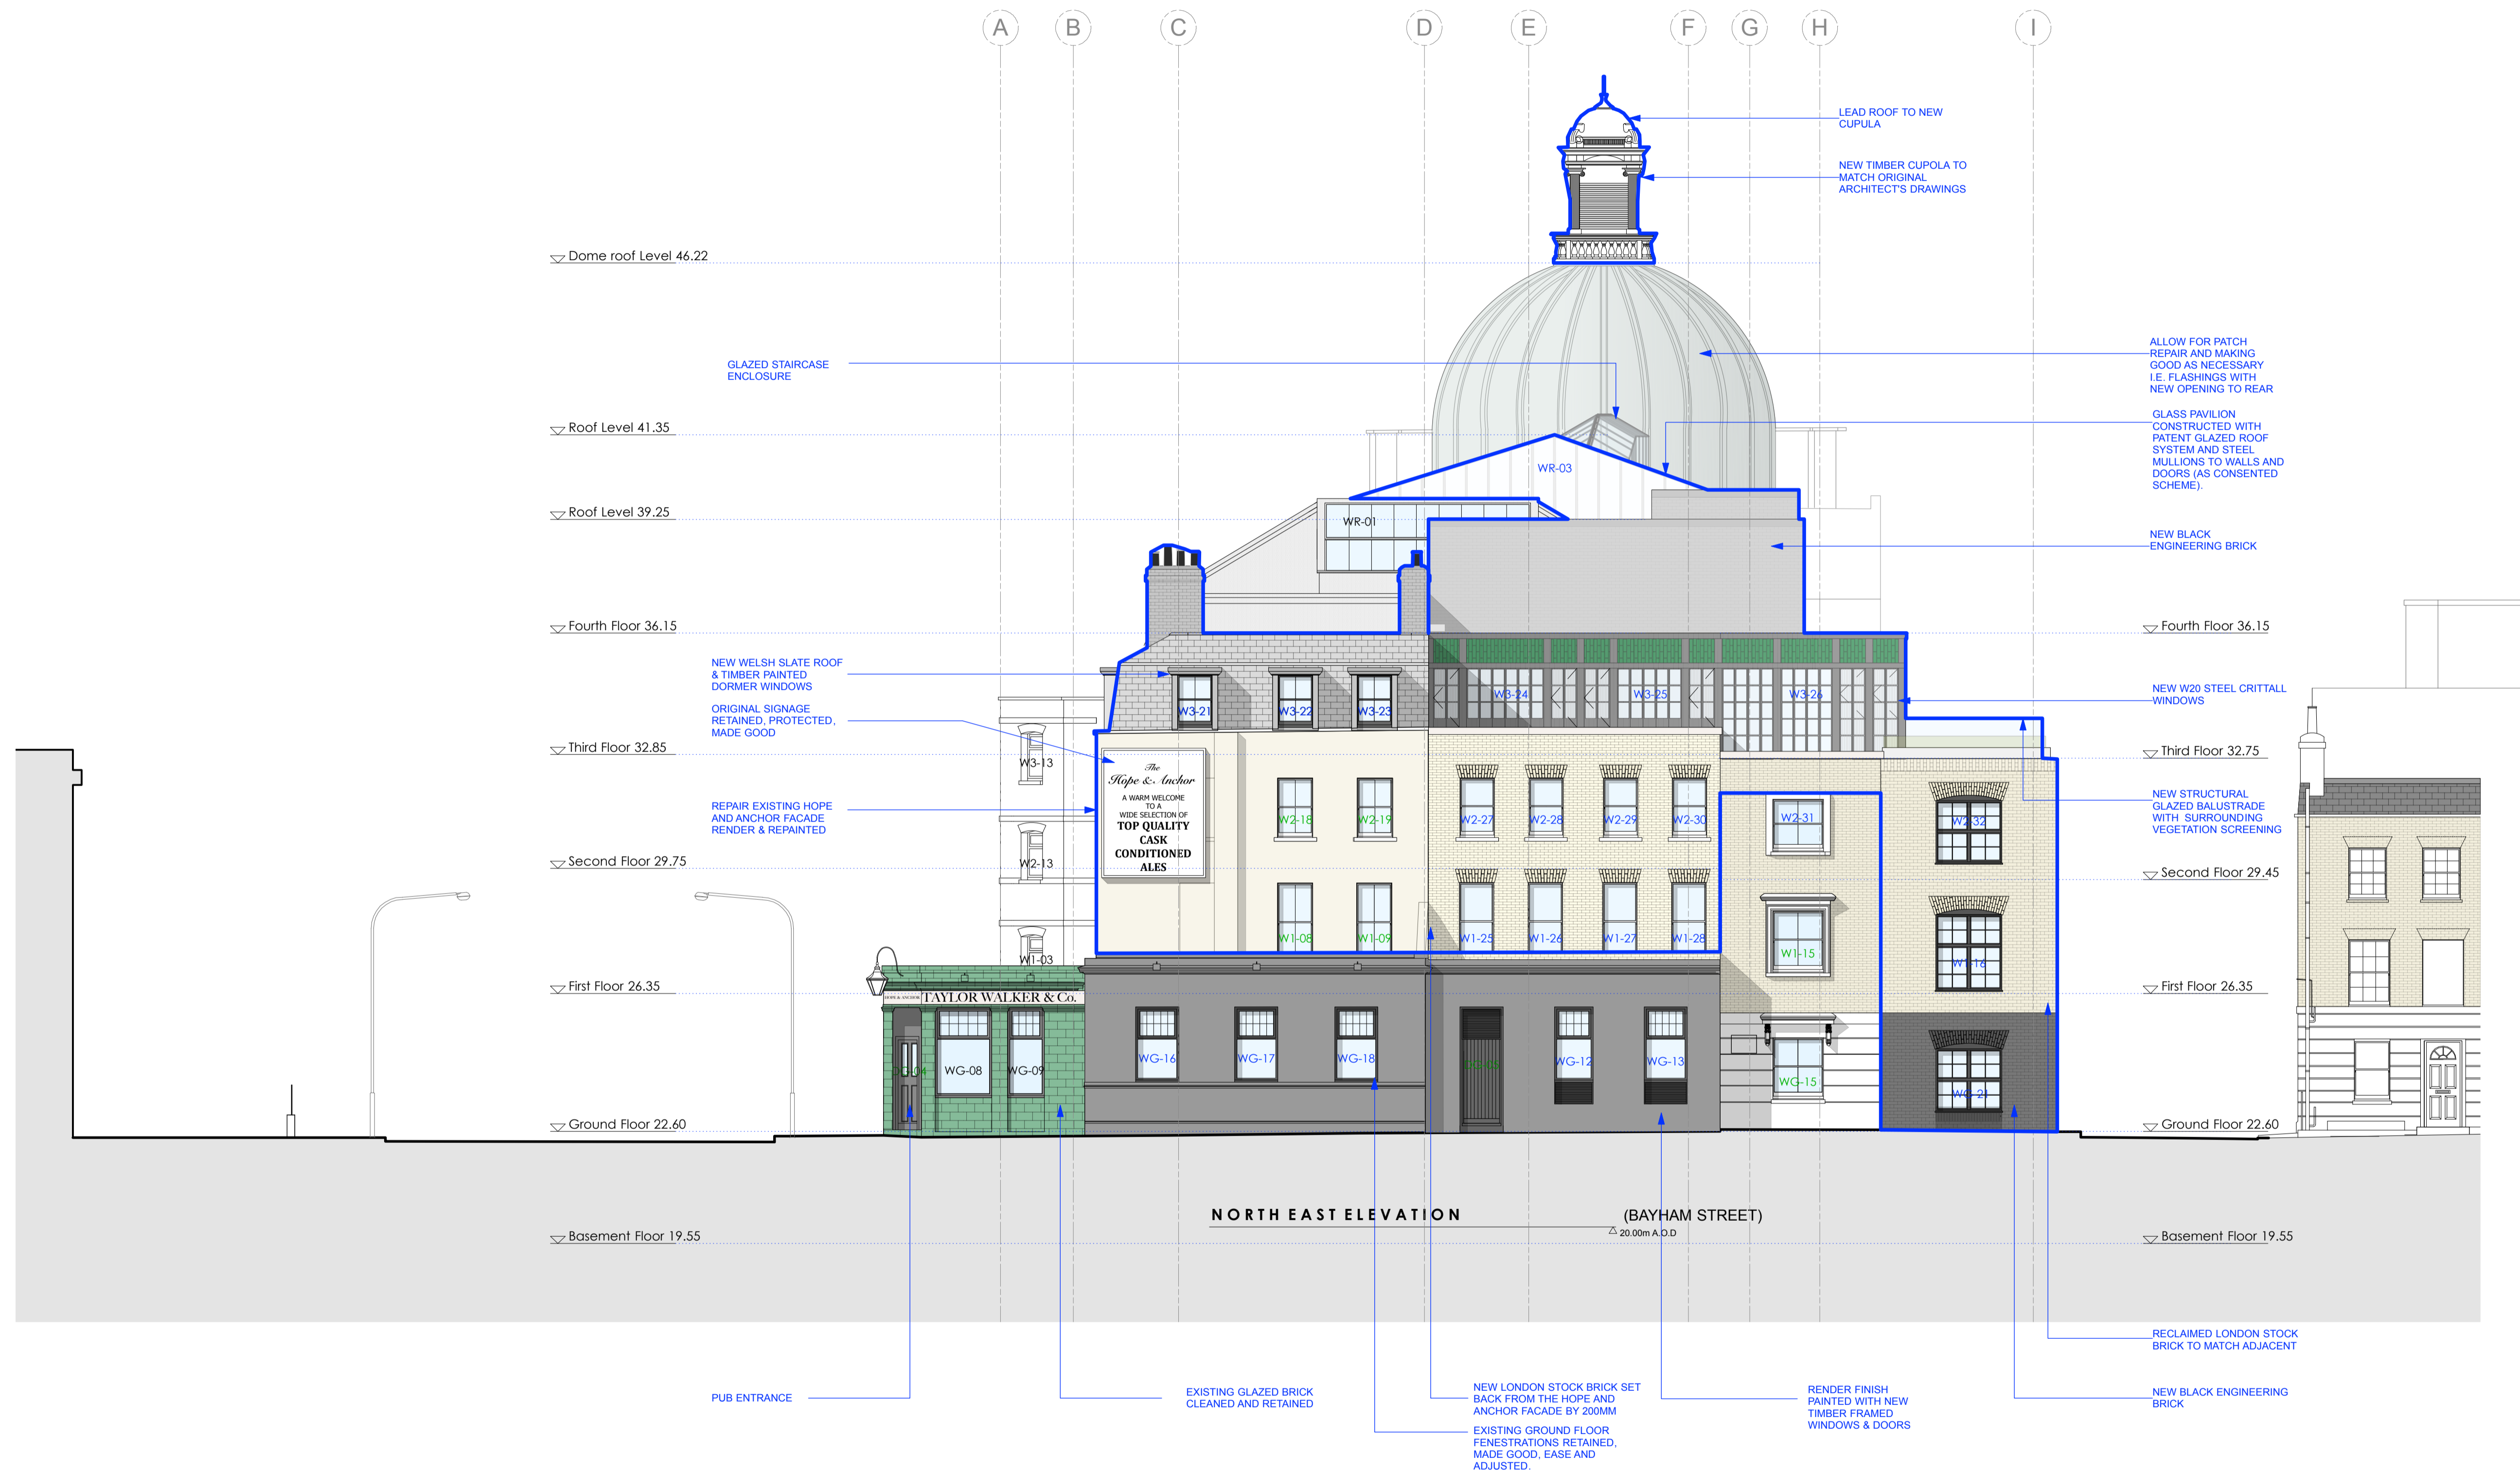 A B C D E F G H I
LEAD ROOF TO NEW
CUPULA
NEW TIMBER CUPOLA TO
MATCH ORIGINAL
ARCHITECT'S DRAWINGS
Dome roof Level 46.22
ALLOW FOR PATCH
REPAIR AND MAKING
GOOD AS NECESSARY
I.E. FLASHINGS WITH
NEW OPENING TO REAR
GLAZED STAIRCASE
ENCLOSURE
GLASS PAVILION
CONSTRUCTED WITH
PATENT GLAZED ROOF
SYSTEM AND STEEL
MULLIONS TO WALLS AND
DOORS (AS CONSENTED
SCHEME).
Roof Level 41.35
WR-03
Roof Level 39.25
WR-01
NEW BLACK
ENGINEERING BRICK
Fourth Floor 36.15
Fourth Floor 36.15
NEW WELSH SLATE ROOF
& TIMBER PAINTED
DORMER WINDOWS
W3-21 W3-22 W3-23 W3-24 W3-25 W3-26
NEW W20 STEEL CRITTALL
WINDOWS
ORIGINAL SIGNAGE
RETAINED, PROTECTED,
MADE GOOD
Third Floor 32.85
Third Floor 32.75
W3-13
The
Hope & Anchor
A WARM WELCOME
TO A
WIDE SELECTION OF
TOP QUALITY
CASK
CONDITIONED
ALES
REPAIR EXISTING HOPE
AND ANCHOR FACADE
RENDER & REPAINTED
NEW STRUCTURAL
GLAZED BALUSTRADE
WITH SURROUNDING
VEGETATION SCREENING
W2-18 W2-19 W2-27 W2-28 W2-29 W2-30 W2-31 W2-32
Second Floor 29.75
W2-13
Second Floor 29.45
W1-08 W1-09 W1-25 W1-26 W1-27 W1-28 W1-15 W1-16
W1-03
First Floor 26.35
First Floor 26.35
HOPE & ANCHOR TAYLOR WALKER & Co.
WG-08 WG-09 WG-16 WG-17 WG-18 WG-12 WG-13 WG-15 WG-21
Ground Floor 22.60
Ground Floor 22.60
NORTH EAST ELEVATION (BAYHAM STREET)
20.00m A.O.D
Basement Floor 19.55
Basement Floor 19.55
RECLAIMED LONDON STOCK
BRICK TO MATCH ADJACENT
PUB ENTRANCE
EXISTING GLAZED BRICK
CLEANED AND RETAINED
NEW LONDON STOCK BRICK SET
BACK FROM THE HOPE AND
ANCHOR FACADE BY 200MM
EXISTING GROUND FLOOR
FENESTRATIONS RETAINED,
MADE GOOD, EASE AND
ADJUSTED.
RENDER FINISH
PAINTED WITH NEW
TIMBER FRAMED
WINDOWS & DOORS
NEW BLACK ENGINEERING
BRICK